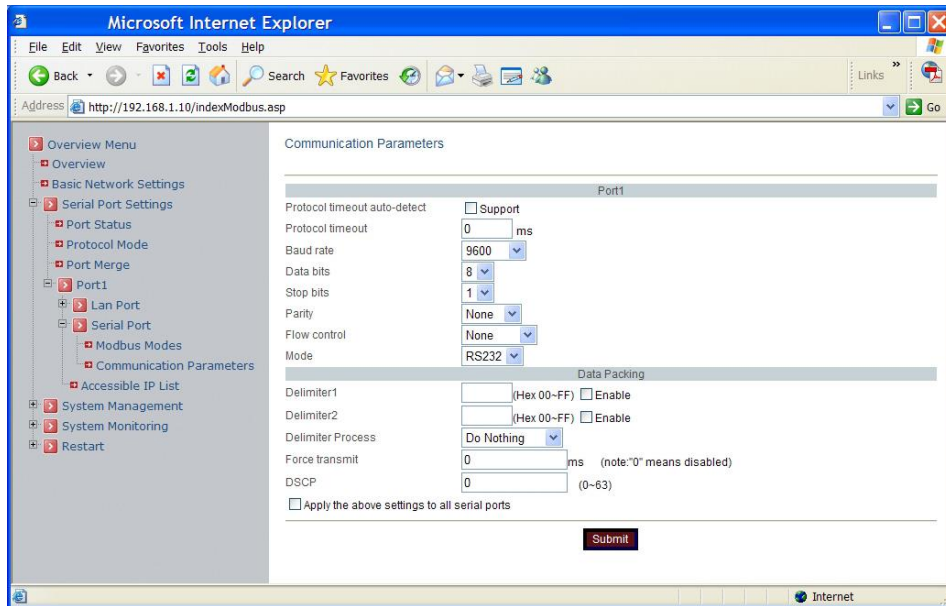 Microsoft Internet Explorer
File Edit View Favorites Tools Help
Back Search Favorites Links »
Address http://192.168.1.10/indexModbus.asp Go
Overview Menu
Overview
Basic Network Settings
Serial Port Settings
Port Status
Protocol Mode
Port Merge
Port1
Lan Port
Serial Port
Modbus Modes
Communication Parameters
Accessible IP List
System Management
System Monitoring
Restart
Communication Parameters
Port1
Protocol timeout auto-detect Support
Protocol timeout 0 ms
Baud rate 9600
Data bits 8
Stop bits 1
Parity None
Flow control None
Mode RS232
Data Packing
Delimiter1 (Hex 00~FF) Enable
Delimiter2 (Hex 00~FF) Enable
Delimiter Process Do Nothing
Force transmit 0 ms (note:"0" means disabled)
DSCP 0 (0~63)
Apply the above settings to all serial ports
Submit
Internet